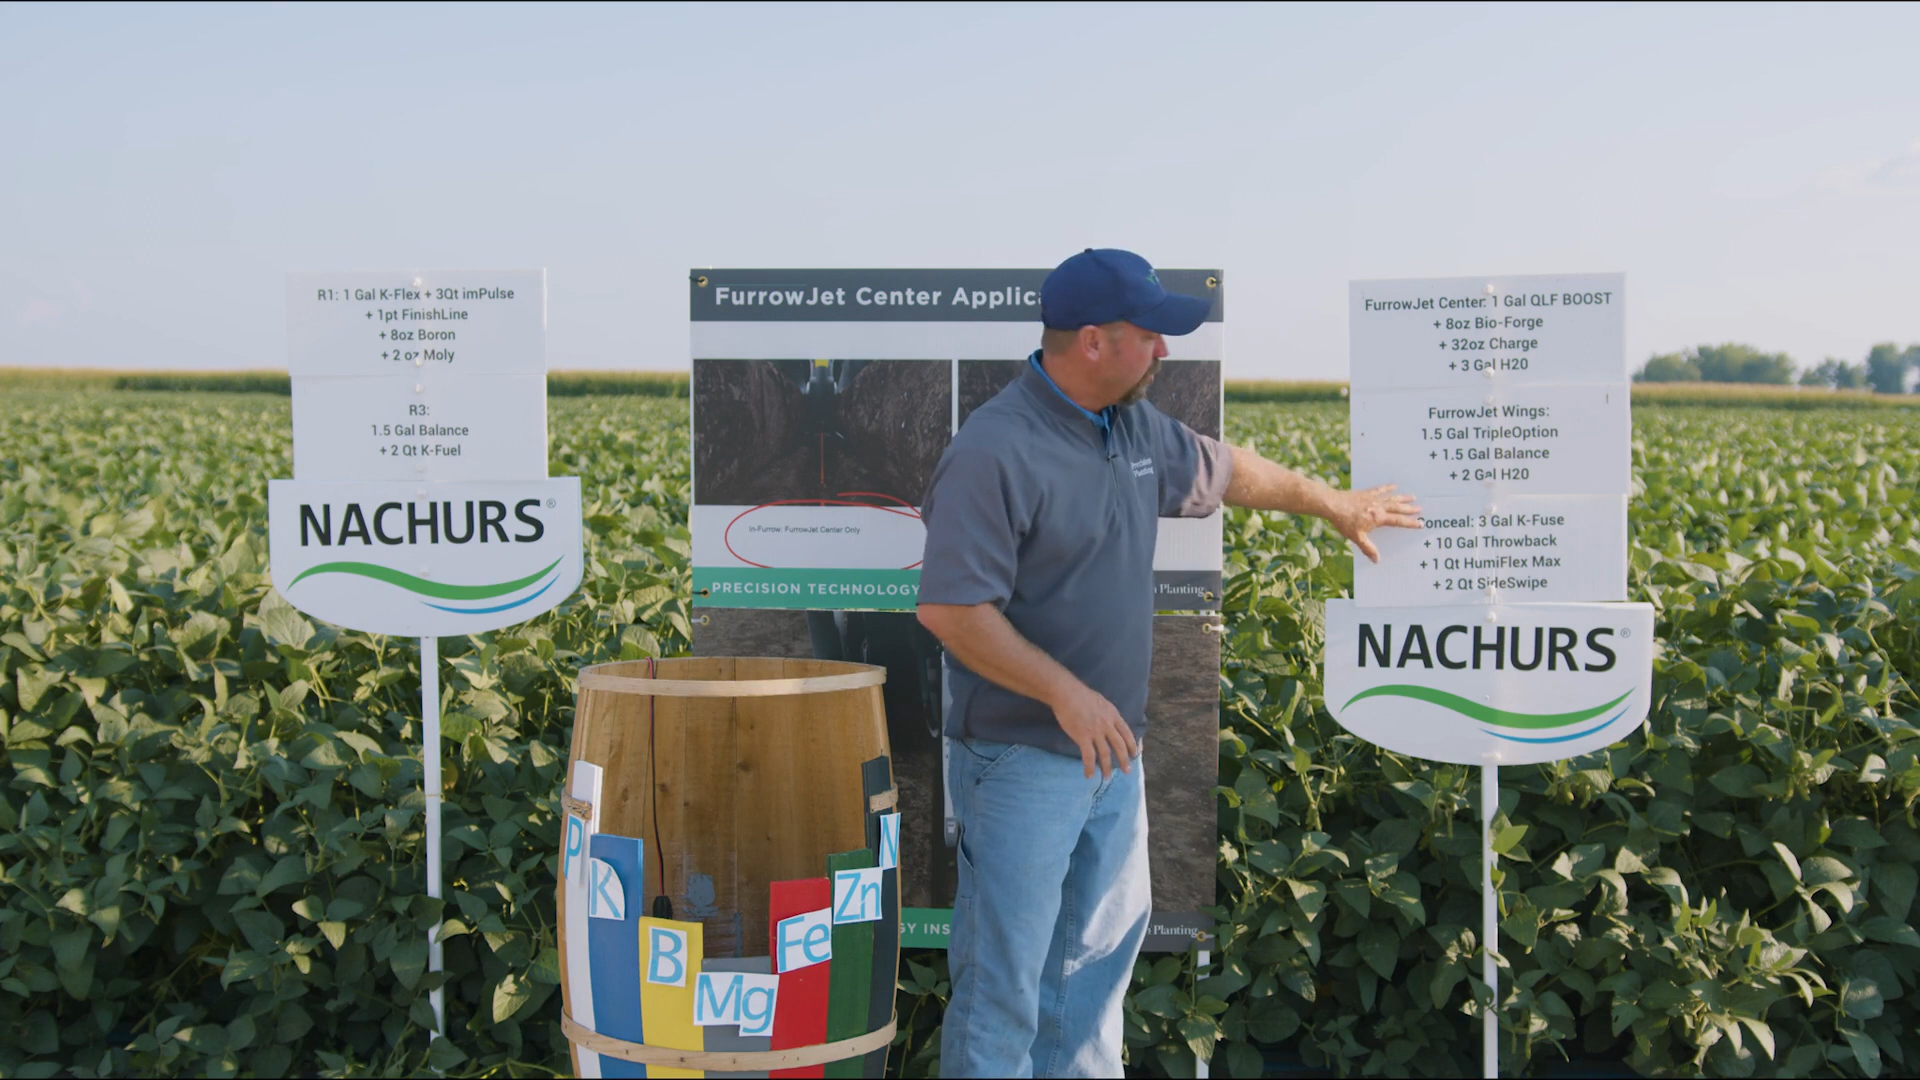 R1: 1 Gal K-Flex + 3Qt imPulse
+ 1pt FinishLine
+ 8oz Boron
+ 2 oz Moly
R3:
1.5 Gal Balance
+ 2 Qt K-Fuel
NACHURS®
FurrowJet Center Applica
In-Furrow: FurrowJet Center Only
PRECISION TECHNOLOGY
Planting
GY INS
Planting
Precision
Planting
P
K
B
Mg
Fe
Zn
N
FurrowJet Center: 1 Gal QLF BOOST
+ 8oz Bio-Forge
+ 32oz Charge
+ 3 Gal H20
FurrowJet Wings:
1.5 Gal TripleOption
+ 1.5 Gal Balance
+ 2 Gal H20
Conceal: 3 Gal K-Fuse
+ 10 Gal Throwback
+ 1 Qt HumiFlex Max
+ 2 Qt SideSwipe
NACHURS®